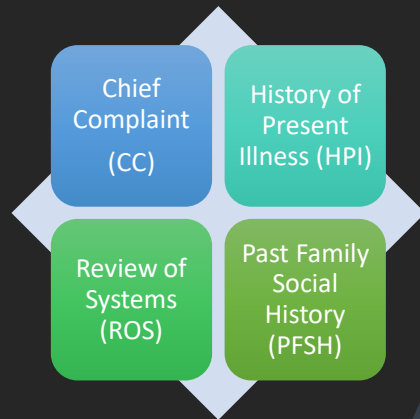 Chief
Complaint
(CC)
History of
Present
Illness (HPI)
Review of
Systems
(ROS)
Past Family
Social
History
(PFSH)